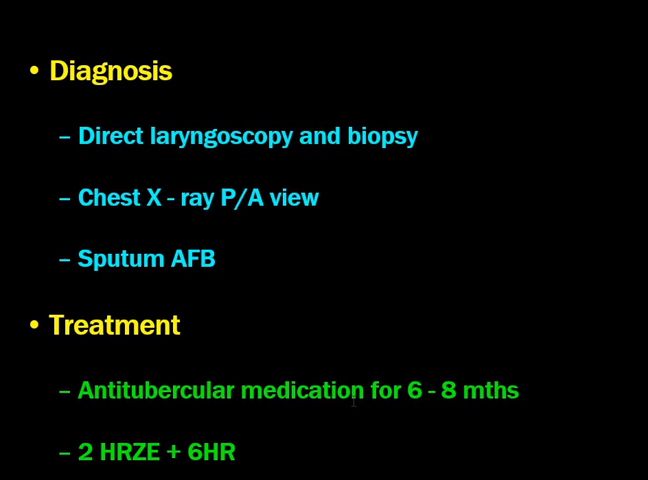 • Diagnosis
– Direct laryngoscopy and biopsy
– Chest X - ray P/A view
– Sputum AFB
• Treatment
– Antitubercular medication for 6 - 8 mths
– 2 HRZE + 6HR